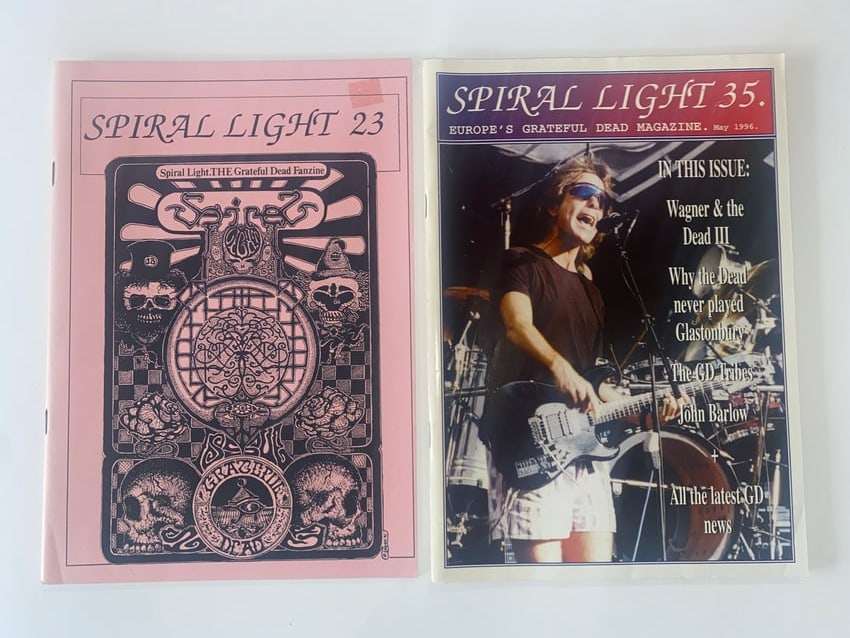 SPIRAL LIGHT 23
Spiral Light.THE Grateful Dead Fanzine
Spiral
13
GRATEFUL
DEAD
SPIRAL LIGHT 35.
EUROPE'S GRATEFUL DEAD MAGAZINE. May 1996.
IN THIS ISSUE:
Wagner & the
Dead III
Why the Dead
never played
Glastonbury
The GD Tribes
John Barlow
+
All the latest GD
news